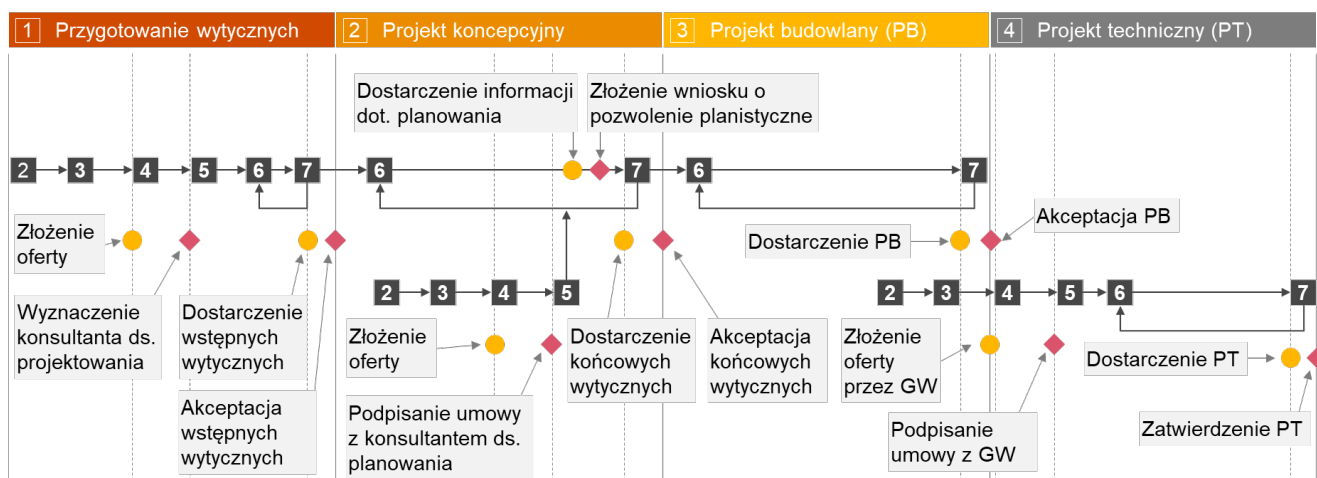 1 Przygotowanie wytycznych
2 Projekt koncepcyjny
3 Projekt budowlany (PB)
4 Projekt techniczny (PT)
Dostarczenie informacji
dot. planowania
Złożenie wniosku o
pozwolenie planistyczne
2 3 4 5 6 7 6 7 6 7
Złożenie
oferty
Wyznaczenie
konsultanta ds.
projektowania
Dostarczenie
wstępnych
wytycznych
Akceptacja
wstępnych
wytycznych
2 3 4 5
Złożenie
oferty
Podpisanie umowy
z konsultantem ds.
planowania
Dostarczenie
końcowych
wytycznych
Akceptacja
końcowych
wytycznych
Dostarczenie PB
Akceptacja PB
2 3 4 5 6 7
Złożenie
oferty
przez GW
Podpisanie
umowy z GW
Dostarczenie PT
Zatwierdzenie PT